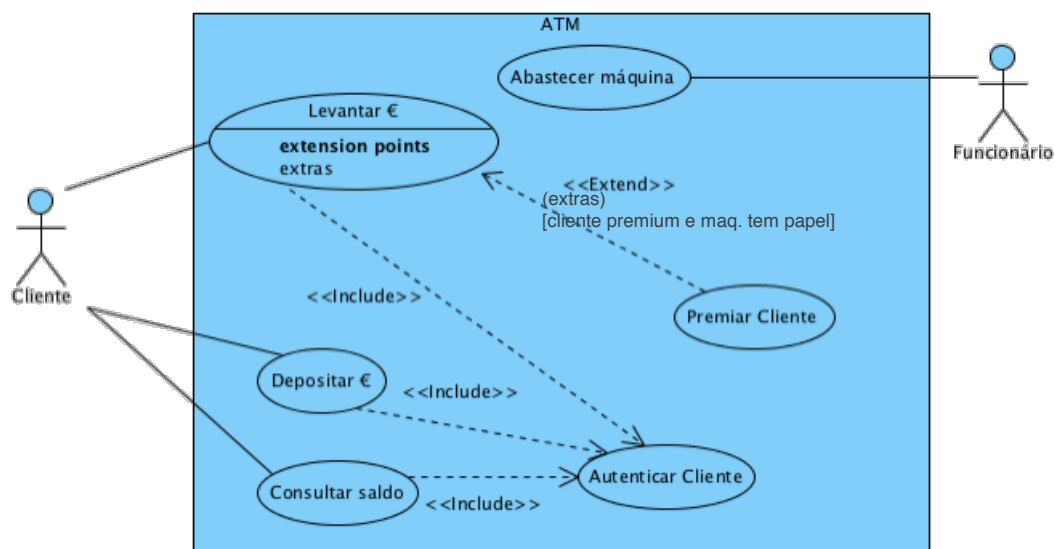 ATM
Abastecer máquina
Levantar €
extension points
extras
Funcionário
<<Extend>>
(extras)
[cliente premium e maq. tem papel]
Cliente
<<Include>>
Premiar Cliente
Depositar €
<<Include>>
Autenticar Cliente
Consultar saldo
<<Include>>